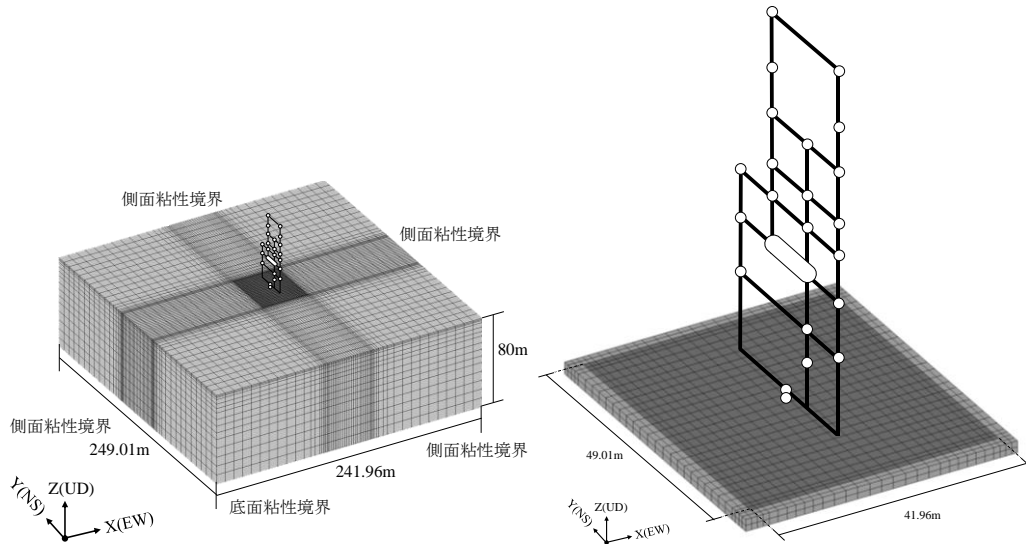 側面粘性境界
側面粘性境界
80m
側面粘性境界
249.01m
241.96m
側面粘性境界
底面粘性境界
Z(UD)
Y(NS)
X(EW)
49.01m
41.96m
Z(UD)
Y(NS)
X(EW)